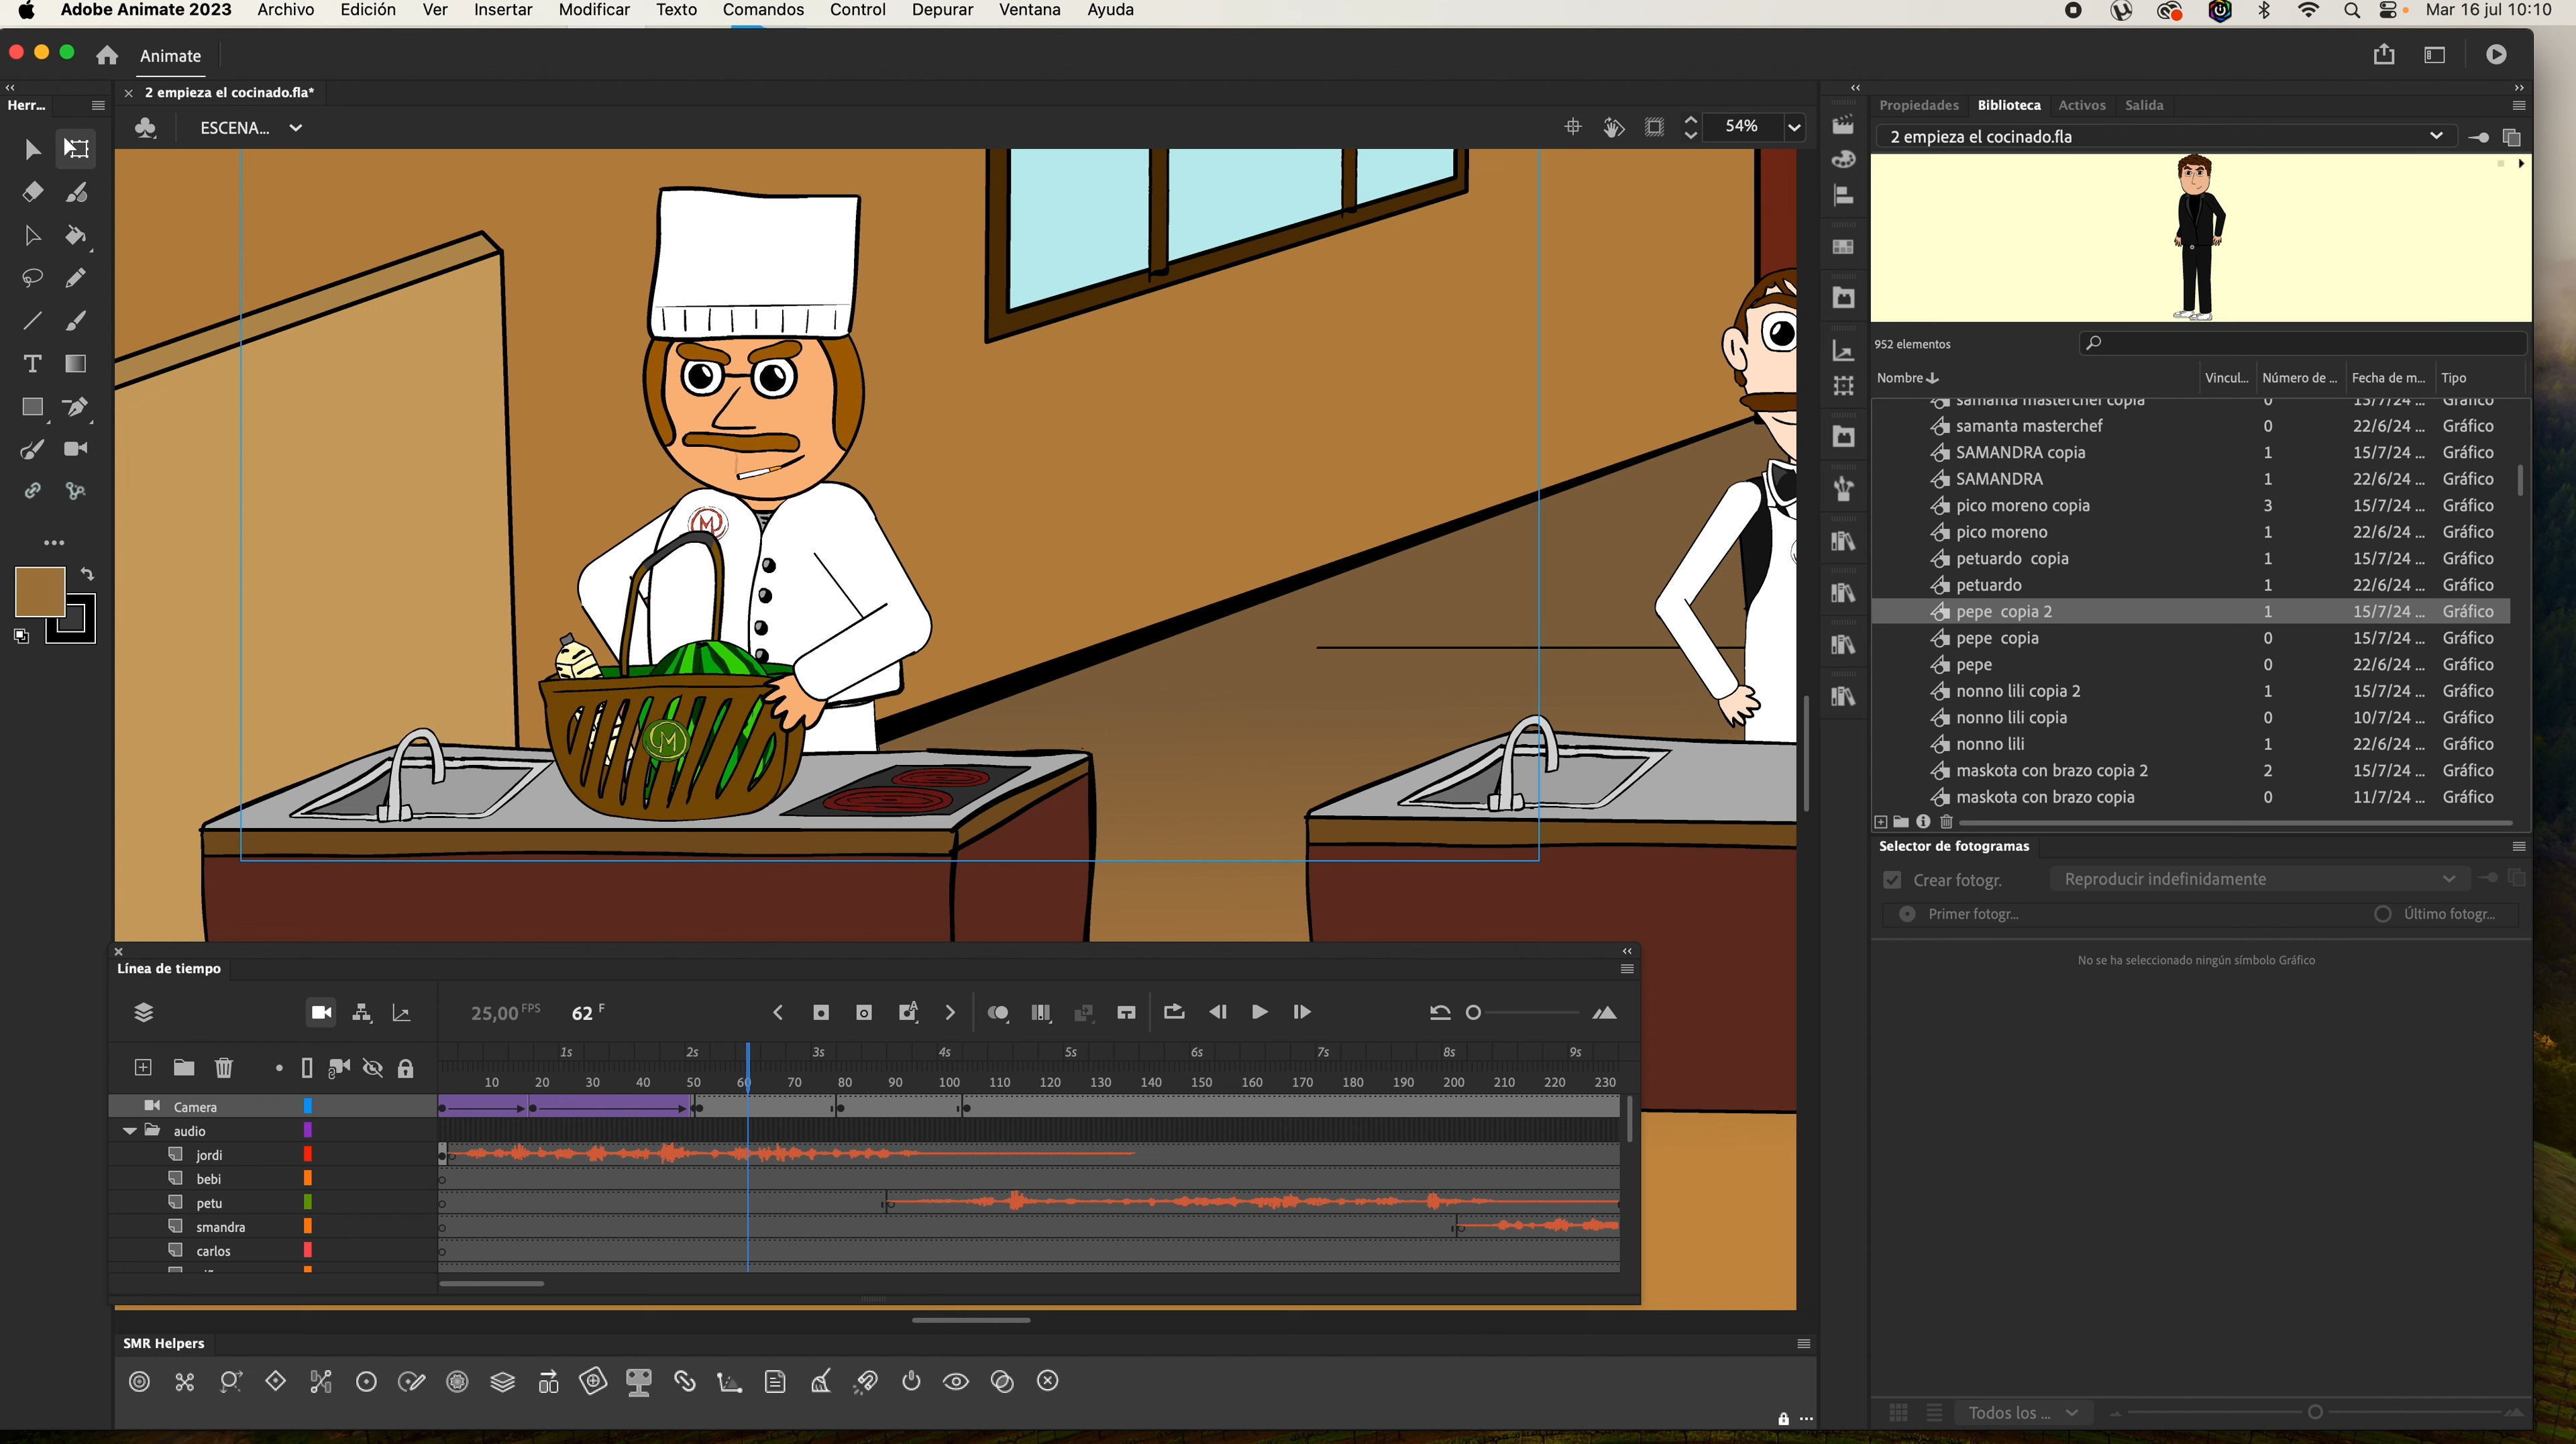 Adobe Animate 2023 Archivo Edición Ver Insertar Modificar Texto Comandos Control Depurar Ventana Ayuda Mar 16 jul 10:10
Animate
Herr...
2 empieza el cocinado.fla*
ESCENA...
54%
Propiedades Biblioteca Activos Salida
2 empieza el cocinado.fla
952 elementos
Nombre Vincul... Número de ... Fecha de m... Tipo
samanta masterchef copia 0 15/7/24 ... Gráfico
samanta masterchef 0 22/6/24 ... Gráfico
SAMANDRA copia 1 15/7/24 ... Gráfico
SAMANDRA 1 22/6/24 ... Gráfico
pico moreno copia 3 15/7/24 ... Gráfico
pico moreno 1 22/6/24 ... Gráfico
petuardo copia 1 15/7/24 ... Gráfico
petuardo 1 22/6/24 ... Gráfico
pepe copia 2 1 15/7/24 ... Gráfico
pepe copia 0 15/7/24 ... Gráfico
pepe 0 22/6/24 ... Gráfico
nonno lili copia 2 1 15/7/24 ... Gráfico
nonno lili copia 0 10/7/24 ... Gráfico
nonno lili 1 22/6/24 ... Gráfico
maskota con brazo copia 2 2 15/7/24 ... Gráfico
maskota con brazo copia 0 11/7/24 ... Gráfico
Selector de fotogramas
Crear fotogr. Reproducir indefinidamente
Primer fotogr... Último fotogr...
No se ha seleccionado ningún símbolo Gráfico
Todos los ...
M
M
Línea de tiempo
25,00 FPS 62 F
1s 2s 3s 4s 5s 6s 7s 8s 9s
10 20 30 40 50 60 70 80 90 100 110 120 130 140 150 160 170 180 190 200 210 220 230
Camera
audio
jordi
bebi
petu
smandra
carlos
SMR Helpers